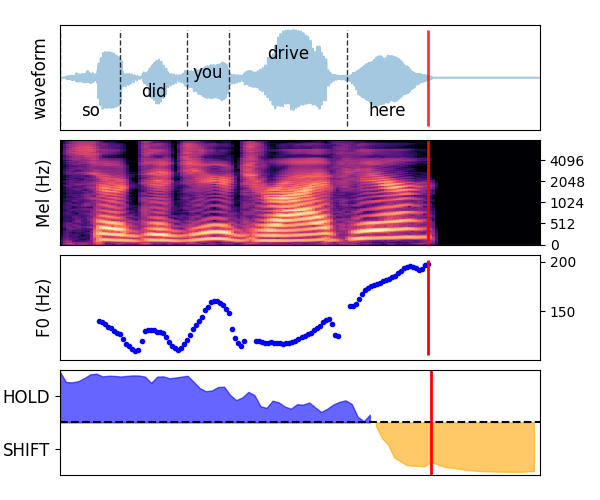 waveform
so
did
you
drive
here
Mel (Hz)
4096
2048
1024
512
0
F0 (Hz)
200
150
HOLD
SHIFT